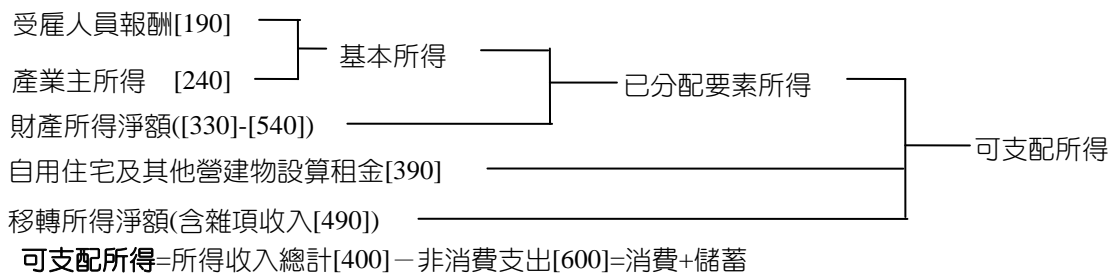 受雇人員報酬[190]
基本所得
產業主所得 [240]
已分配要素所得
財產所得淨額([330]-[540])
可支配所得
自用住宅及其他營建物設算租金[390]
移轉所得淨額(含雜項收入[490])
可支配所得=所得收入總計[400]－非消費支出[600]=消費+儲蓄